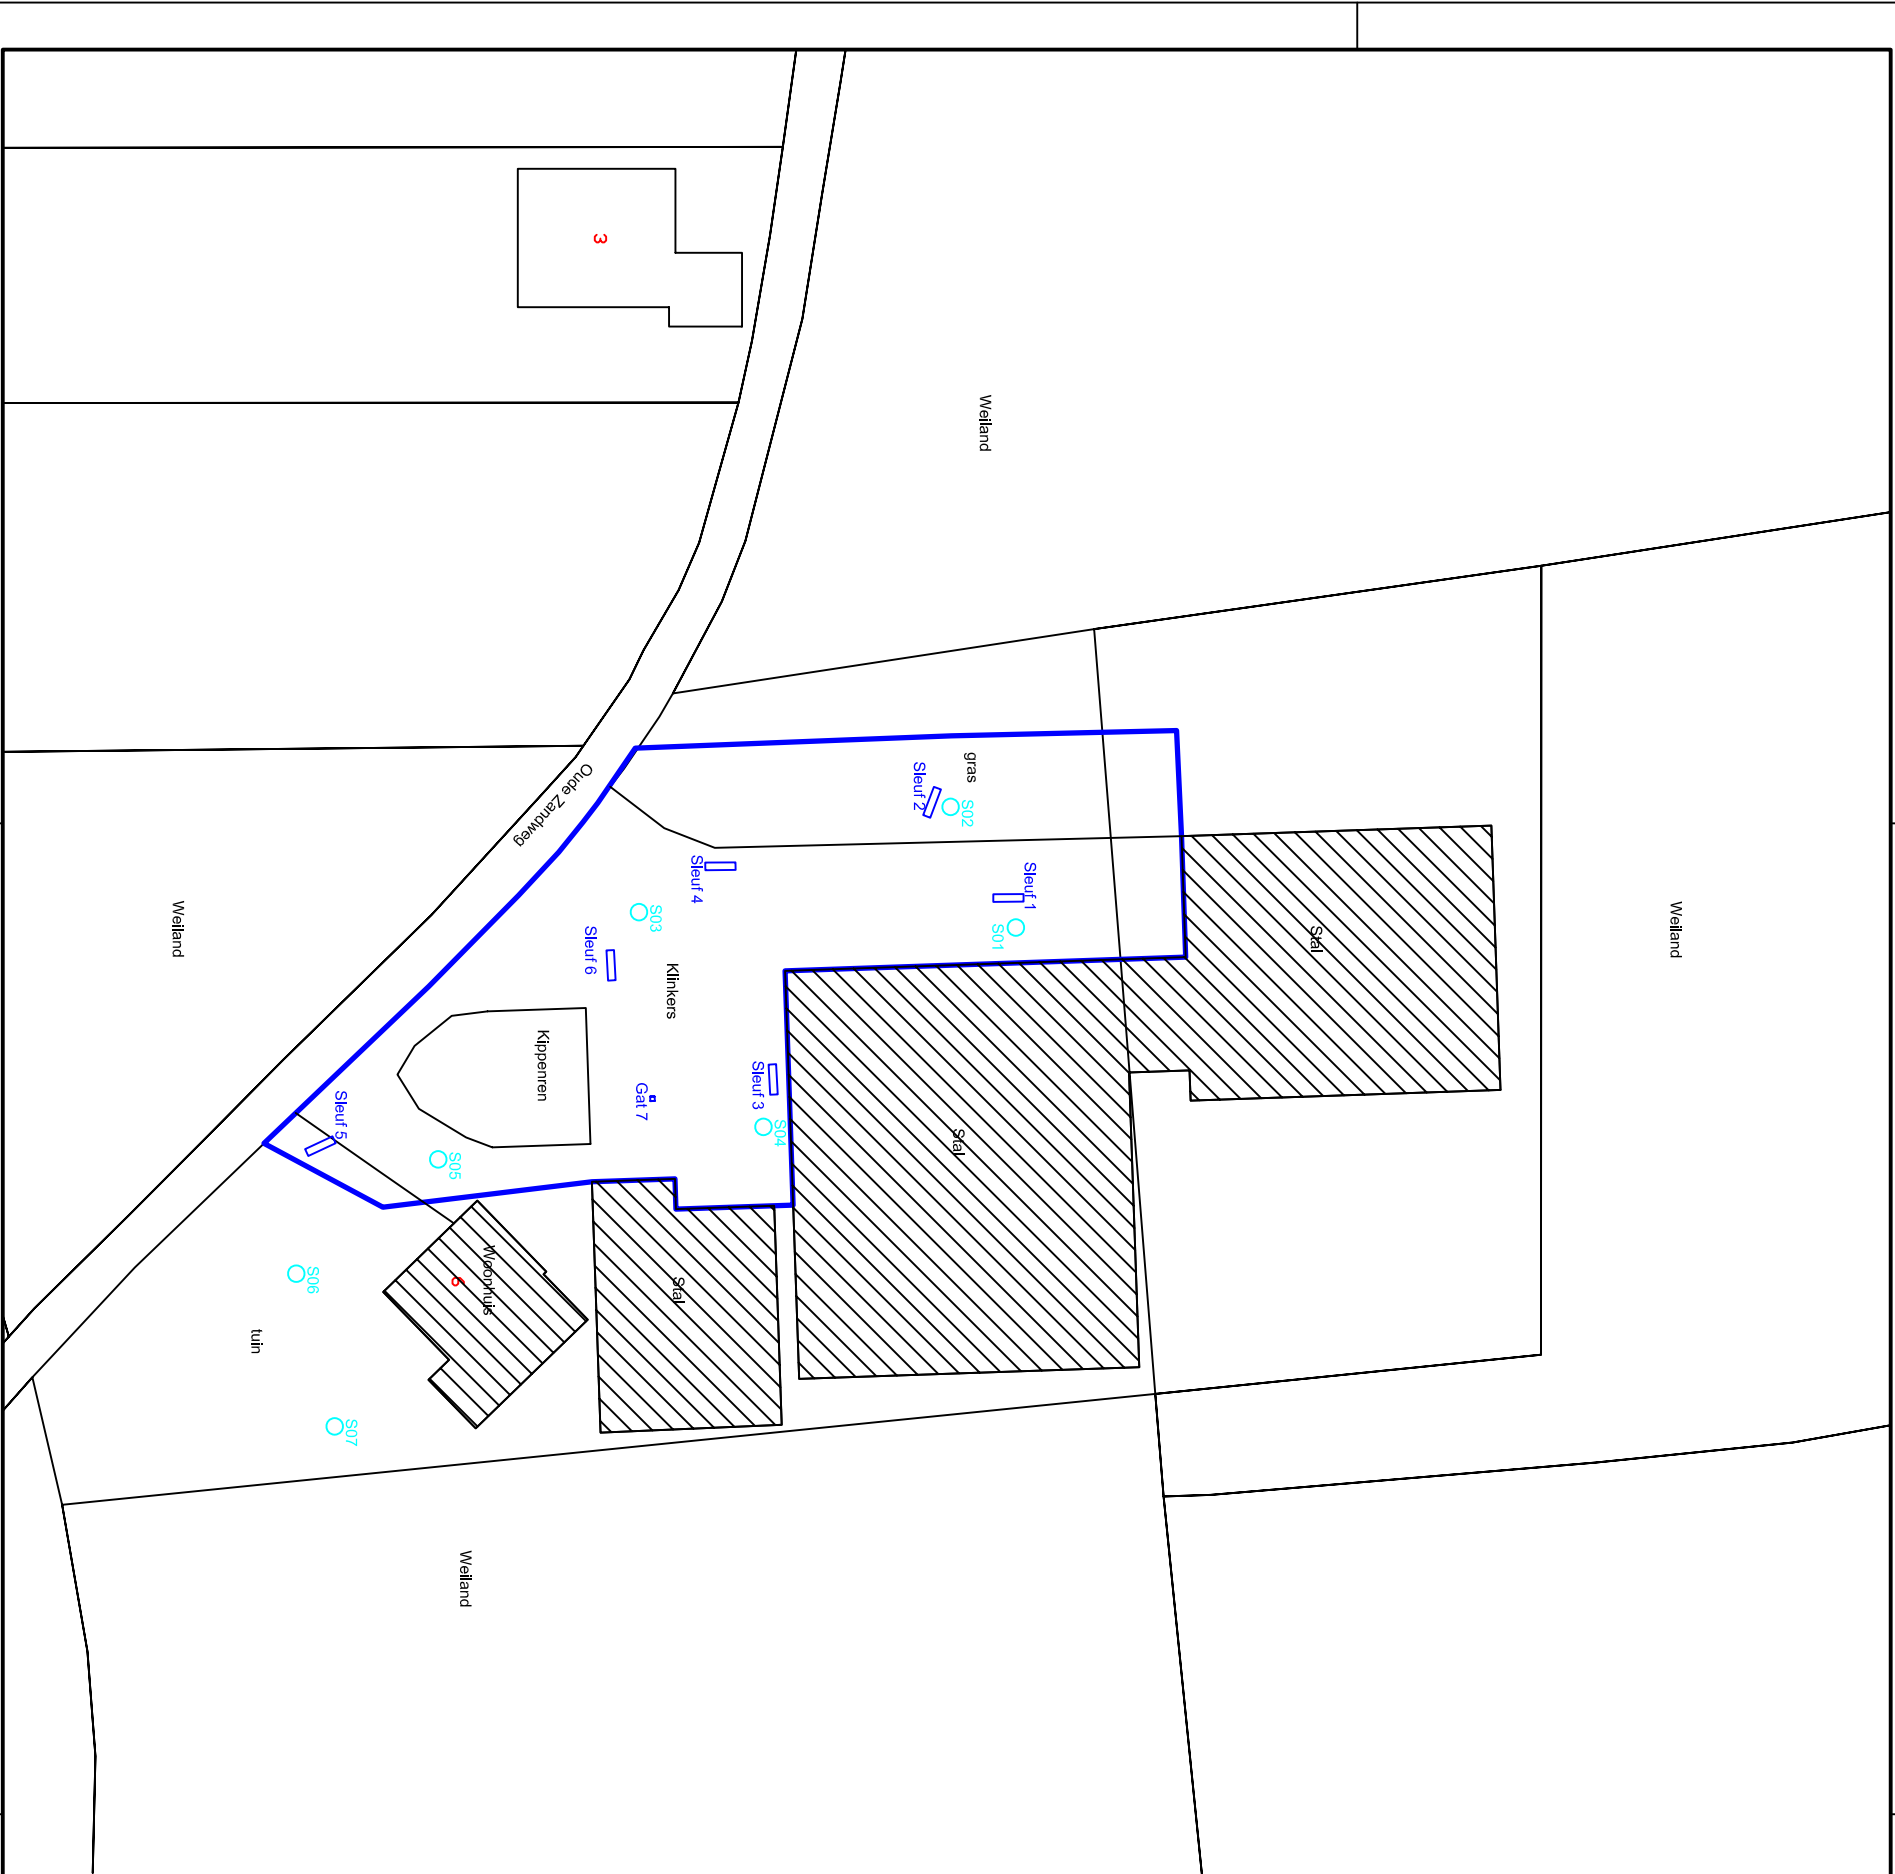 3
Weiland
gras
Sleuf 2
S02
Oude Zandweg
Sleuf 4
Sleuf 1
S01
S03
Sleuf 6
Klinkers
Stal
Weiland
Weiland
Kippenren
Gat 7
Sleuf 3
S04
Stal
Sleuf 5
S05
S06
Woonhuis
6
Stal
tuin
S07
Weiland